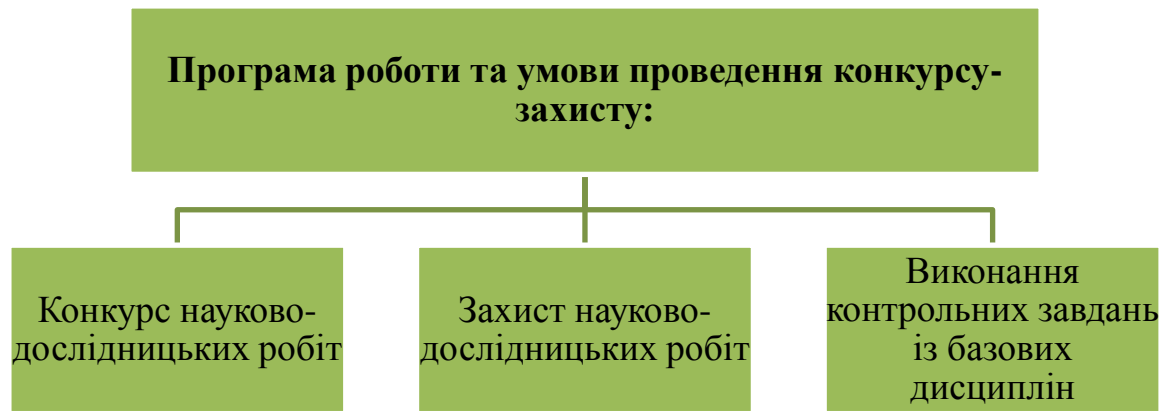 Програма роботи та умови проведення конкурсу-
захисту:
Конкурс науково-
дослідницьких робіт
Захист науково-
дослідницьких робіт
Виконання
контрольних завдань
із базових
дисциплін